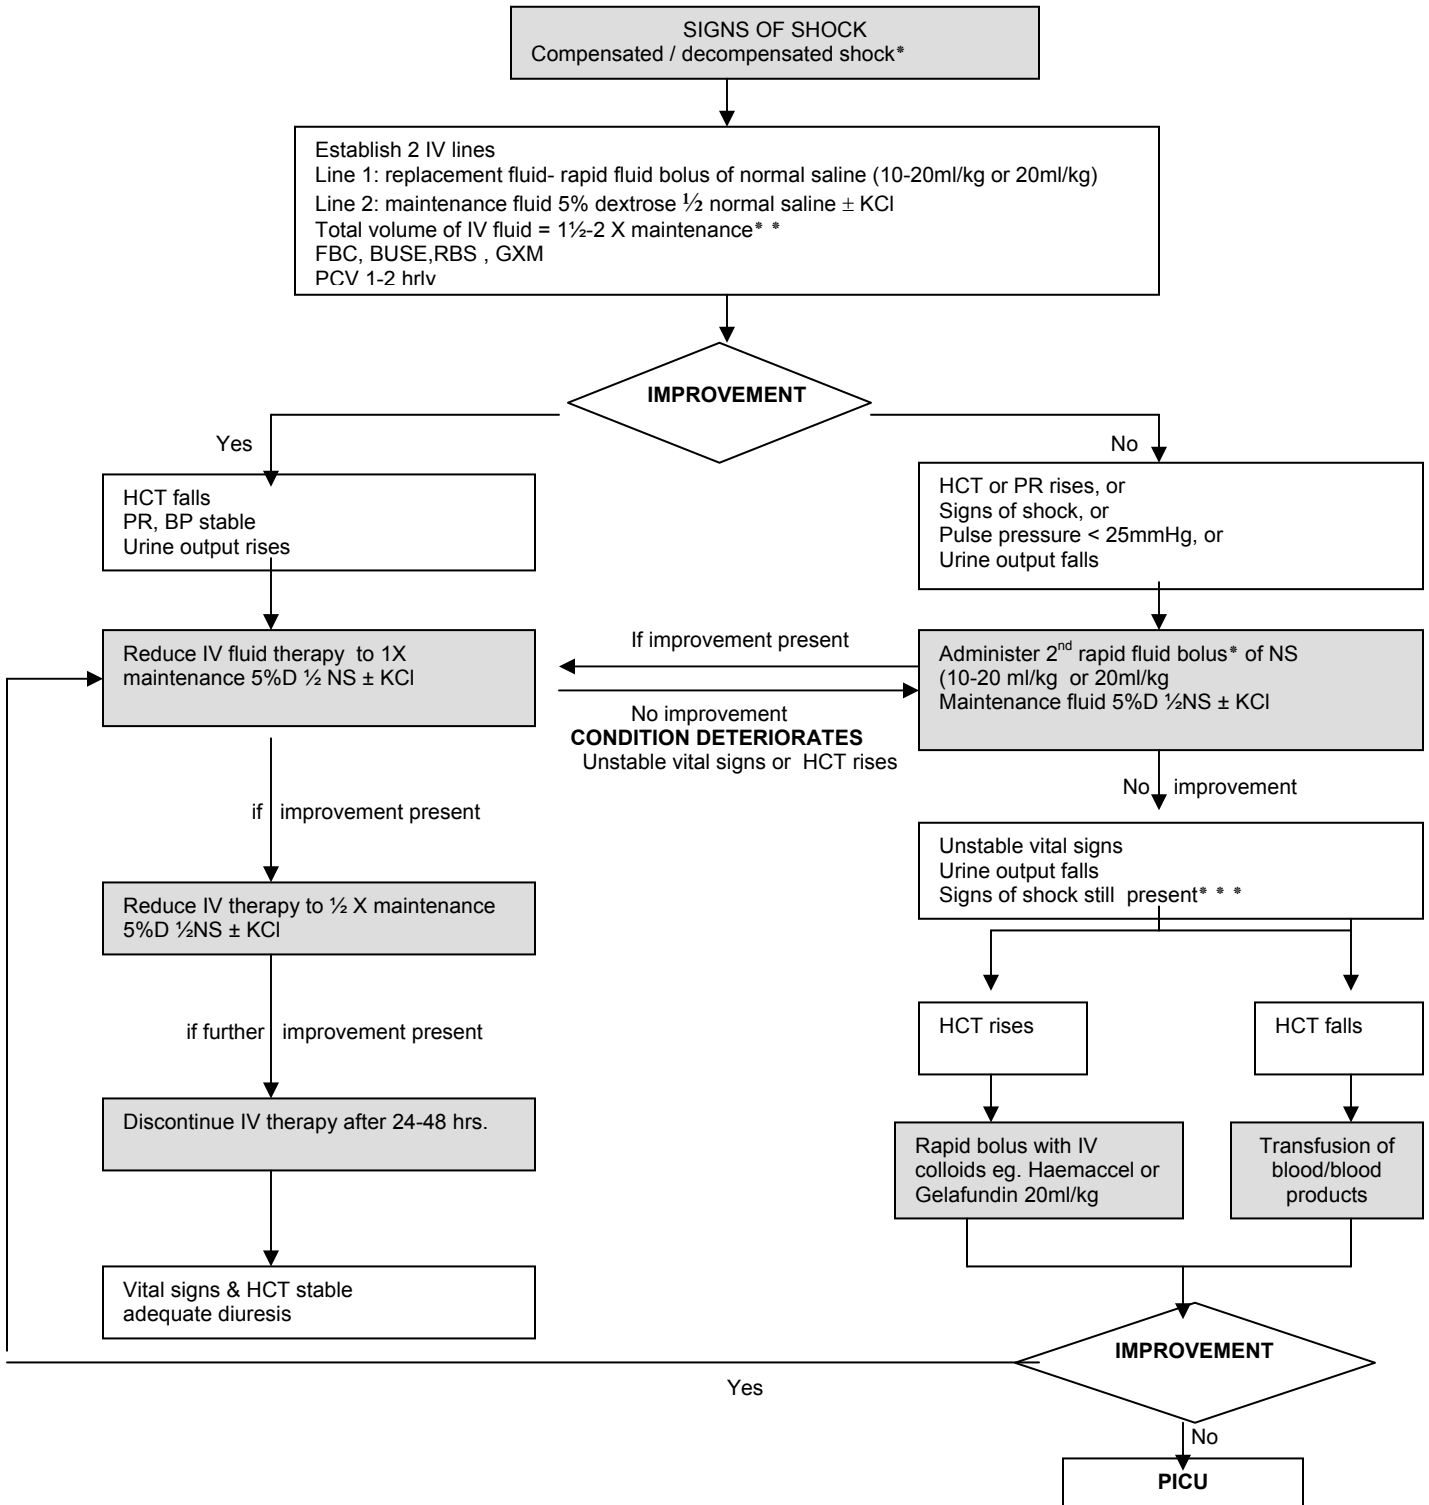 SIGNS OF SHOCK
Compensated / decompensated shock*
Establish 2 IV lines
Line 1: replacement fluid- rapid fluid bolus of normal saline (10-20ml/kg or 20ml/kg)
Line 2: maintenance fluid 5% dextrose ½ normal saline ± KCl
Total volume of IV fluid = 1½-2 X maintenance* *
FBC, BUSE,RBS , GXM
PCV 1-2 hrly
IMPROVEMENT
Yes
No
HCT falls
PR, BP stable
Urine output rises
HCT or PR rises, or
Signs of shock, or
Pulse pressure < 25mmHg, or
Urine output falls
Reduce IV fluid therapy to 1X
maintenance 5%D ½ NS ± KCl
If improvement present
No improvement
CONDITION DETERIORATES
Unstable vital signs or HCT rises
Administer 2nd rapid fluid bolus* of NS
(10-20 ml/kg or 20ml/kg
Maintenance fluid 5%D ½NS ± KCl
if improvement present
No improvement
Unstable vital signs
Urine output falls
Signs of shock still present* * *
Reduce IV therapy to ½ X maintenance
5%D ½NS ± KCl
HCT rises
HCT falls
if further improvement present
Discontinue IV therapy after 24-48 hrs.
Rapid bolus with IV
colloids eg. Haemaccel or
Gelafundin 20ml/kg
Transfusion of
blood/blood
products
Vital signs & HCT stable
adequate diuresis
IMPROVEMENT
Yes
No
PICU